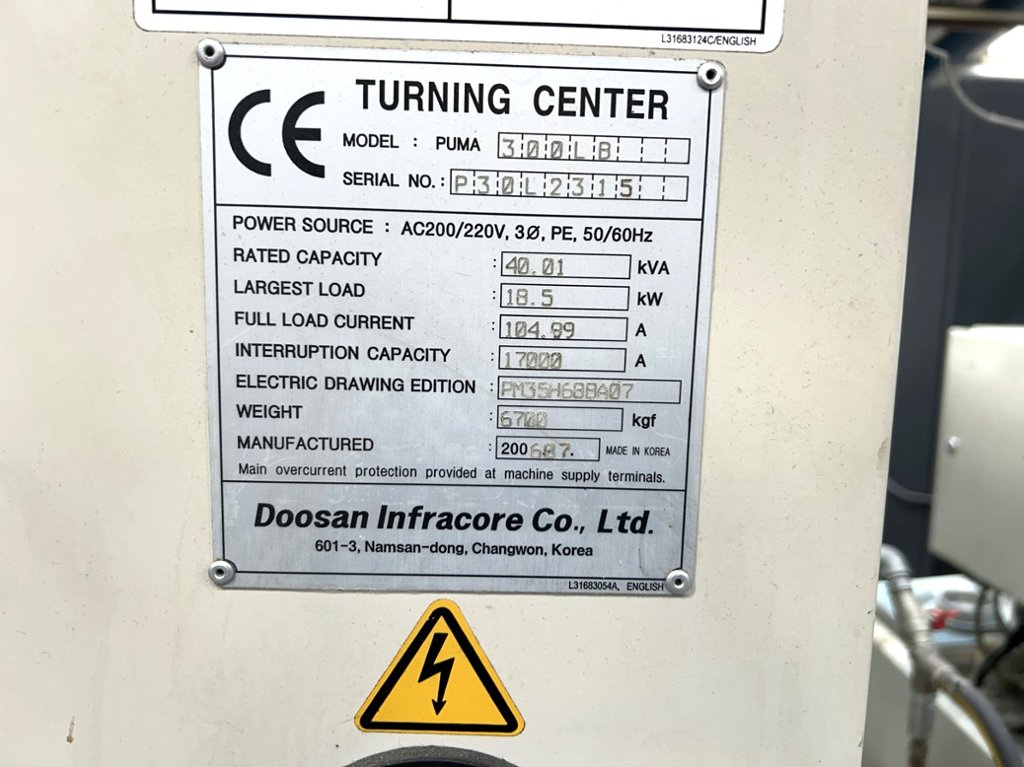 L31683124C/ENGLISH
CE TURNING CENTER
MODEL : PUMA 300LB
SERIAL NO. : P30L2315
POWER SOURCE : AC200/220V, 3Ø, PE, 50/60Hz
RATED CAPACITY : 40.01 kVA
LARGEST LOAD : 18.5 kW
FULL LOAD CURRENT : 104.99 A
INTERRUPTION CAPACITY : 17000 A
ELECTRIC DRAWING EDITION : PM35H6B8A07
WEIGHT : 6700 kgf
MANUFACTURED : 200607. MADE IN KOREA
Main overcurrent protection provided at machine supply terminals.
Doosan Infracore Co., Ltd.
601-3, Namsan-dong, Changwon, Korea
L31683054A, ENGLISH